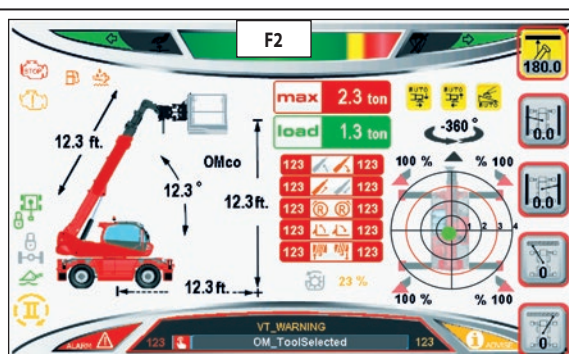 F2
180.0
STOP
max 2.3 ton
AUTO AUTO AUTO
load 1.3 ton
-360 °
12.3 ft.
OMco
12.3 °
12.3 ft.
12.3 ft.
123 123
123 123
123 R R 123
123 123
123 123
23 %
100 % % 100
1 2 3 4
100 % % 100
0.0
0.0
0
0
VT_WARNING
ALARM 123 OM_ToolSelected 123 ADVISE